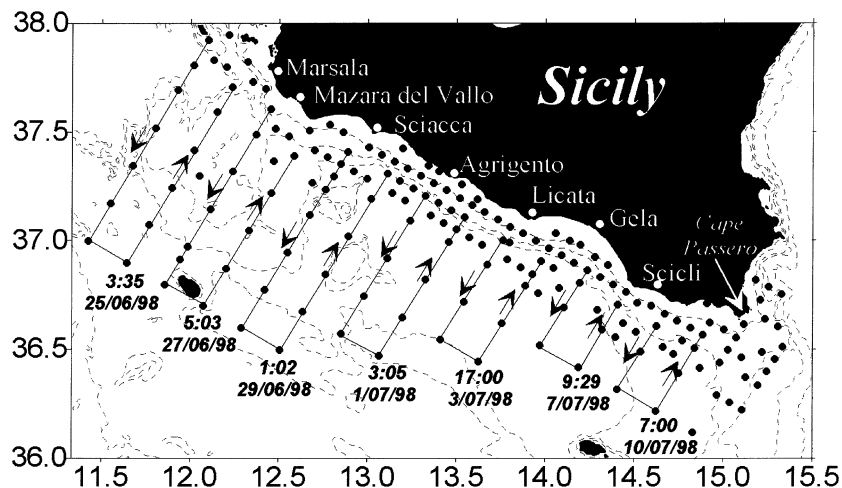 38.0
37.5
37.0
36.5
36.0
Marsala
Mazara del Vallo
Sciacca
Agrigento
Licata
Gela
Scicli
Sicily
Cape
Passero
3:35
25/06/98
5:03
27/06/98
1:02
29/06/98
3:05
1/07/98
17:00
3/07/98
9:29
7/07/98
7:00
10/07/98
11.5 12.0 12.5 13.0 13.5 14.0 14.5 15.0 15.5